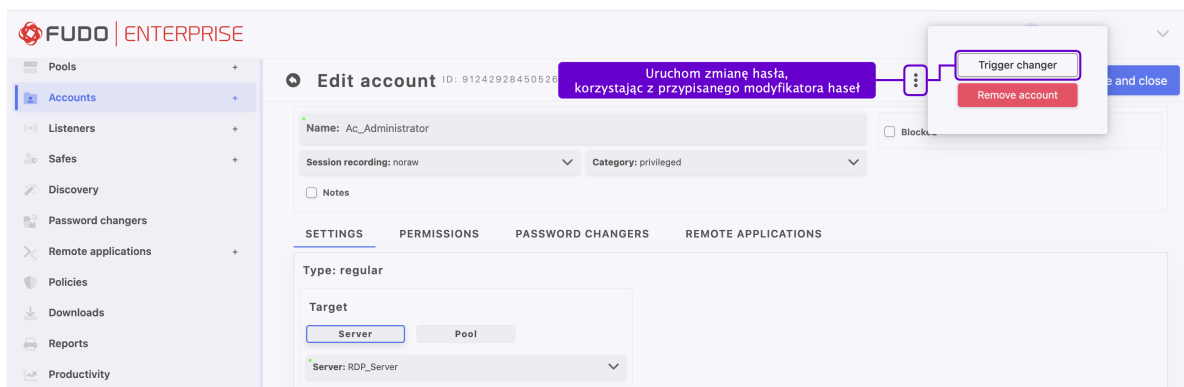 FUDO ENTERPRISE
Pools +
Accounts +
Listeners +
Safes +
Discovery
Password changers
Remote applications +
Policies
Downloads
Reports
Productivity
Edit account ID: 91242928450526
Uruchom zmianę hasła,
korzystając z przypisanego modyfikatora haseł
Trigger changer
Remove account
and close
Name: Ac_Administrator
Blocked
Session recording: noraw
Category: privileged
Notes
SETTINGS PERMISSIONS PASSWORD CHANGERS REMOTE APPLICATIONS
Type: regular
Target
Server Pool
Server: RDP_Server